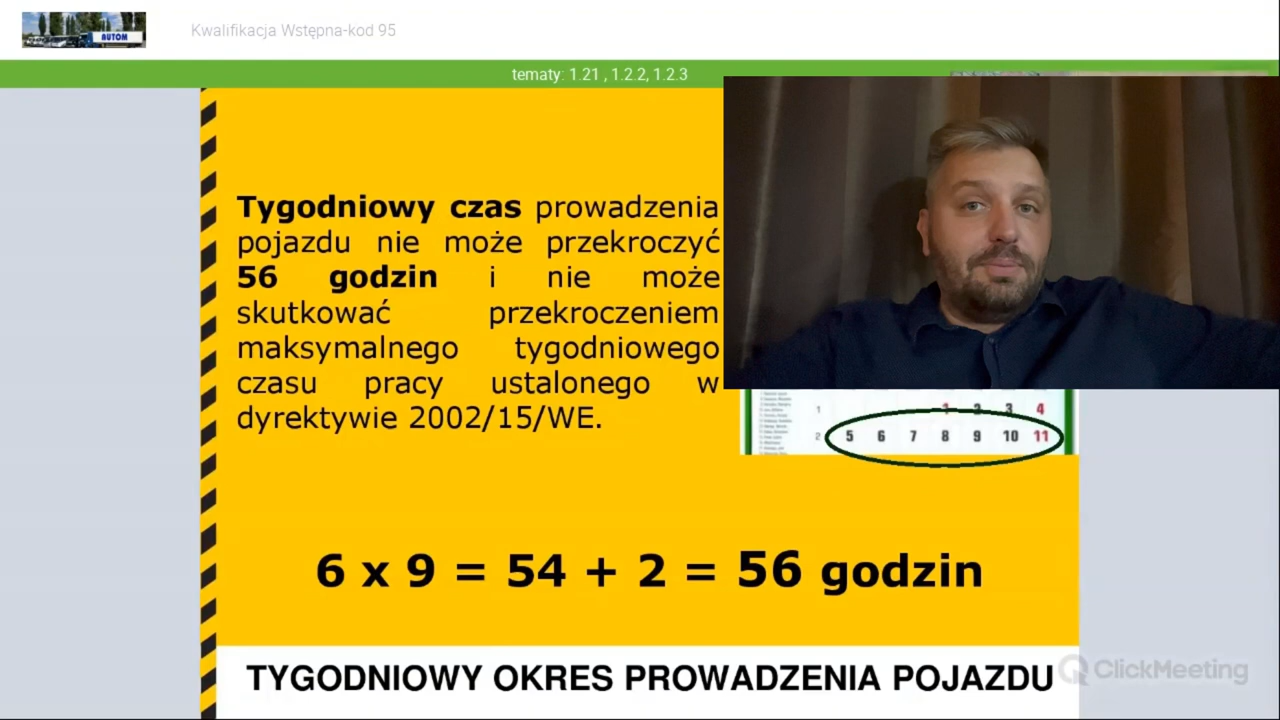 AUTOM
Kwalifikacja Wstępna-kod 95
tematy: 1.21 , 1.2.2, 1.2.3
Tygodniowy czas prowadzenia
pojazdu nie może przekroczyć
56 godzin i nie może
skutkować przekroczeniem
maksymalnego tygodniowego
czasu pracy ustalonego w
dyrektywie 2002/15/WE.
1 1 2 3 4
2 5 6 7 8 9 10 11
6 x 9 = 54 + 2 = 56 godzin
TYGODNIOWY OKRES PROWADZENIA POJAZDU
ClickMeeting